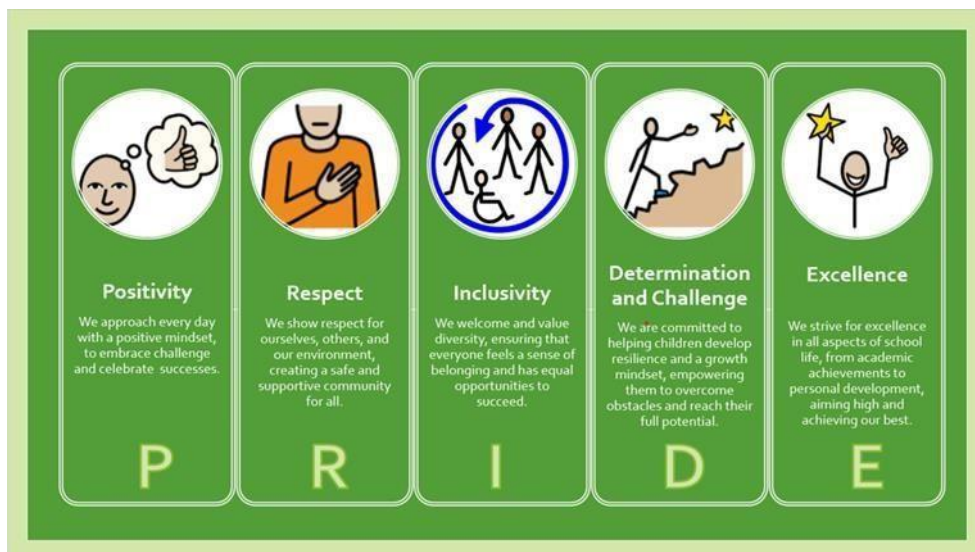 Positivity
We approach every day
with a positive mindset,
to embrace challenge
and celebrate successes.
P
Respect
We show respect for
ourselves, others, and
our environment,
creating a safe and
supportive community
for all.
R
Inclusivity
We welcome and value
diversity, ensuring that
everyone feels a sense of
belonging and has equal
opportunities to
succeed.
I
Determination
and Challenge
We are committed to
helping children develop
resilience and a growth
mindset, empowering
them to overcome
obstacles and reach their
full potential.
D
Excellence
We strive for excellence
in all aspects of school
life, from academic
achievements to
personal development,
aiming high and
achieving our best.
E